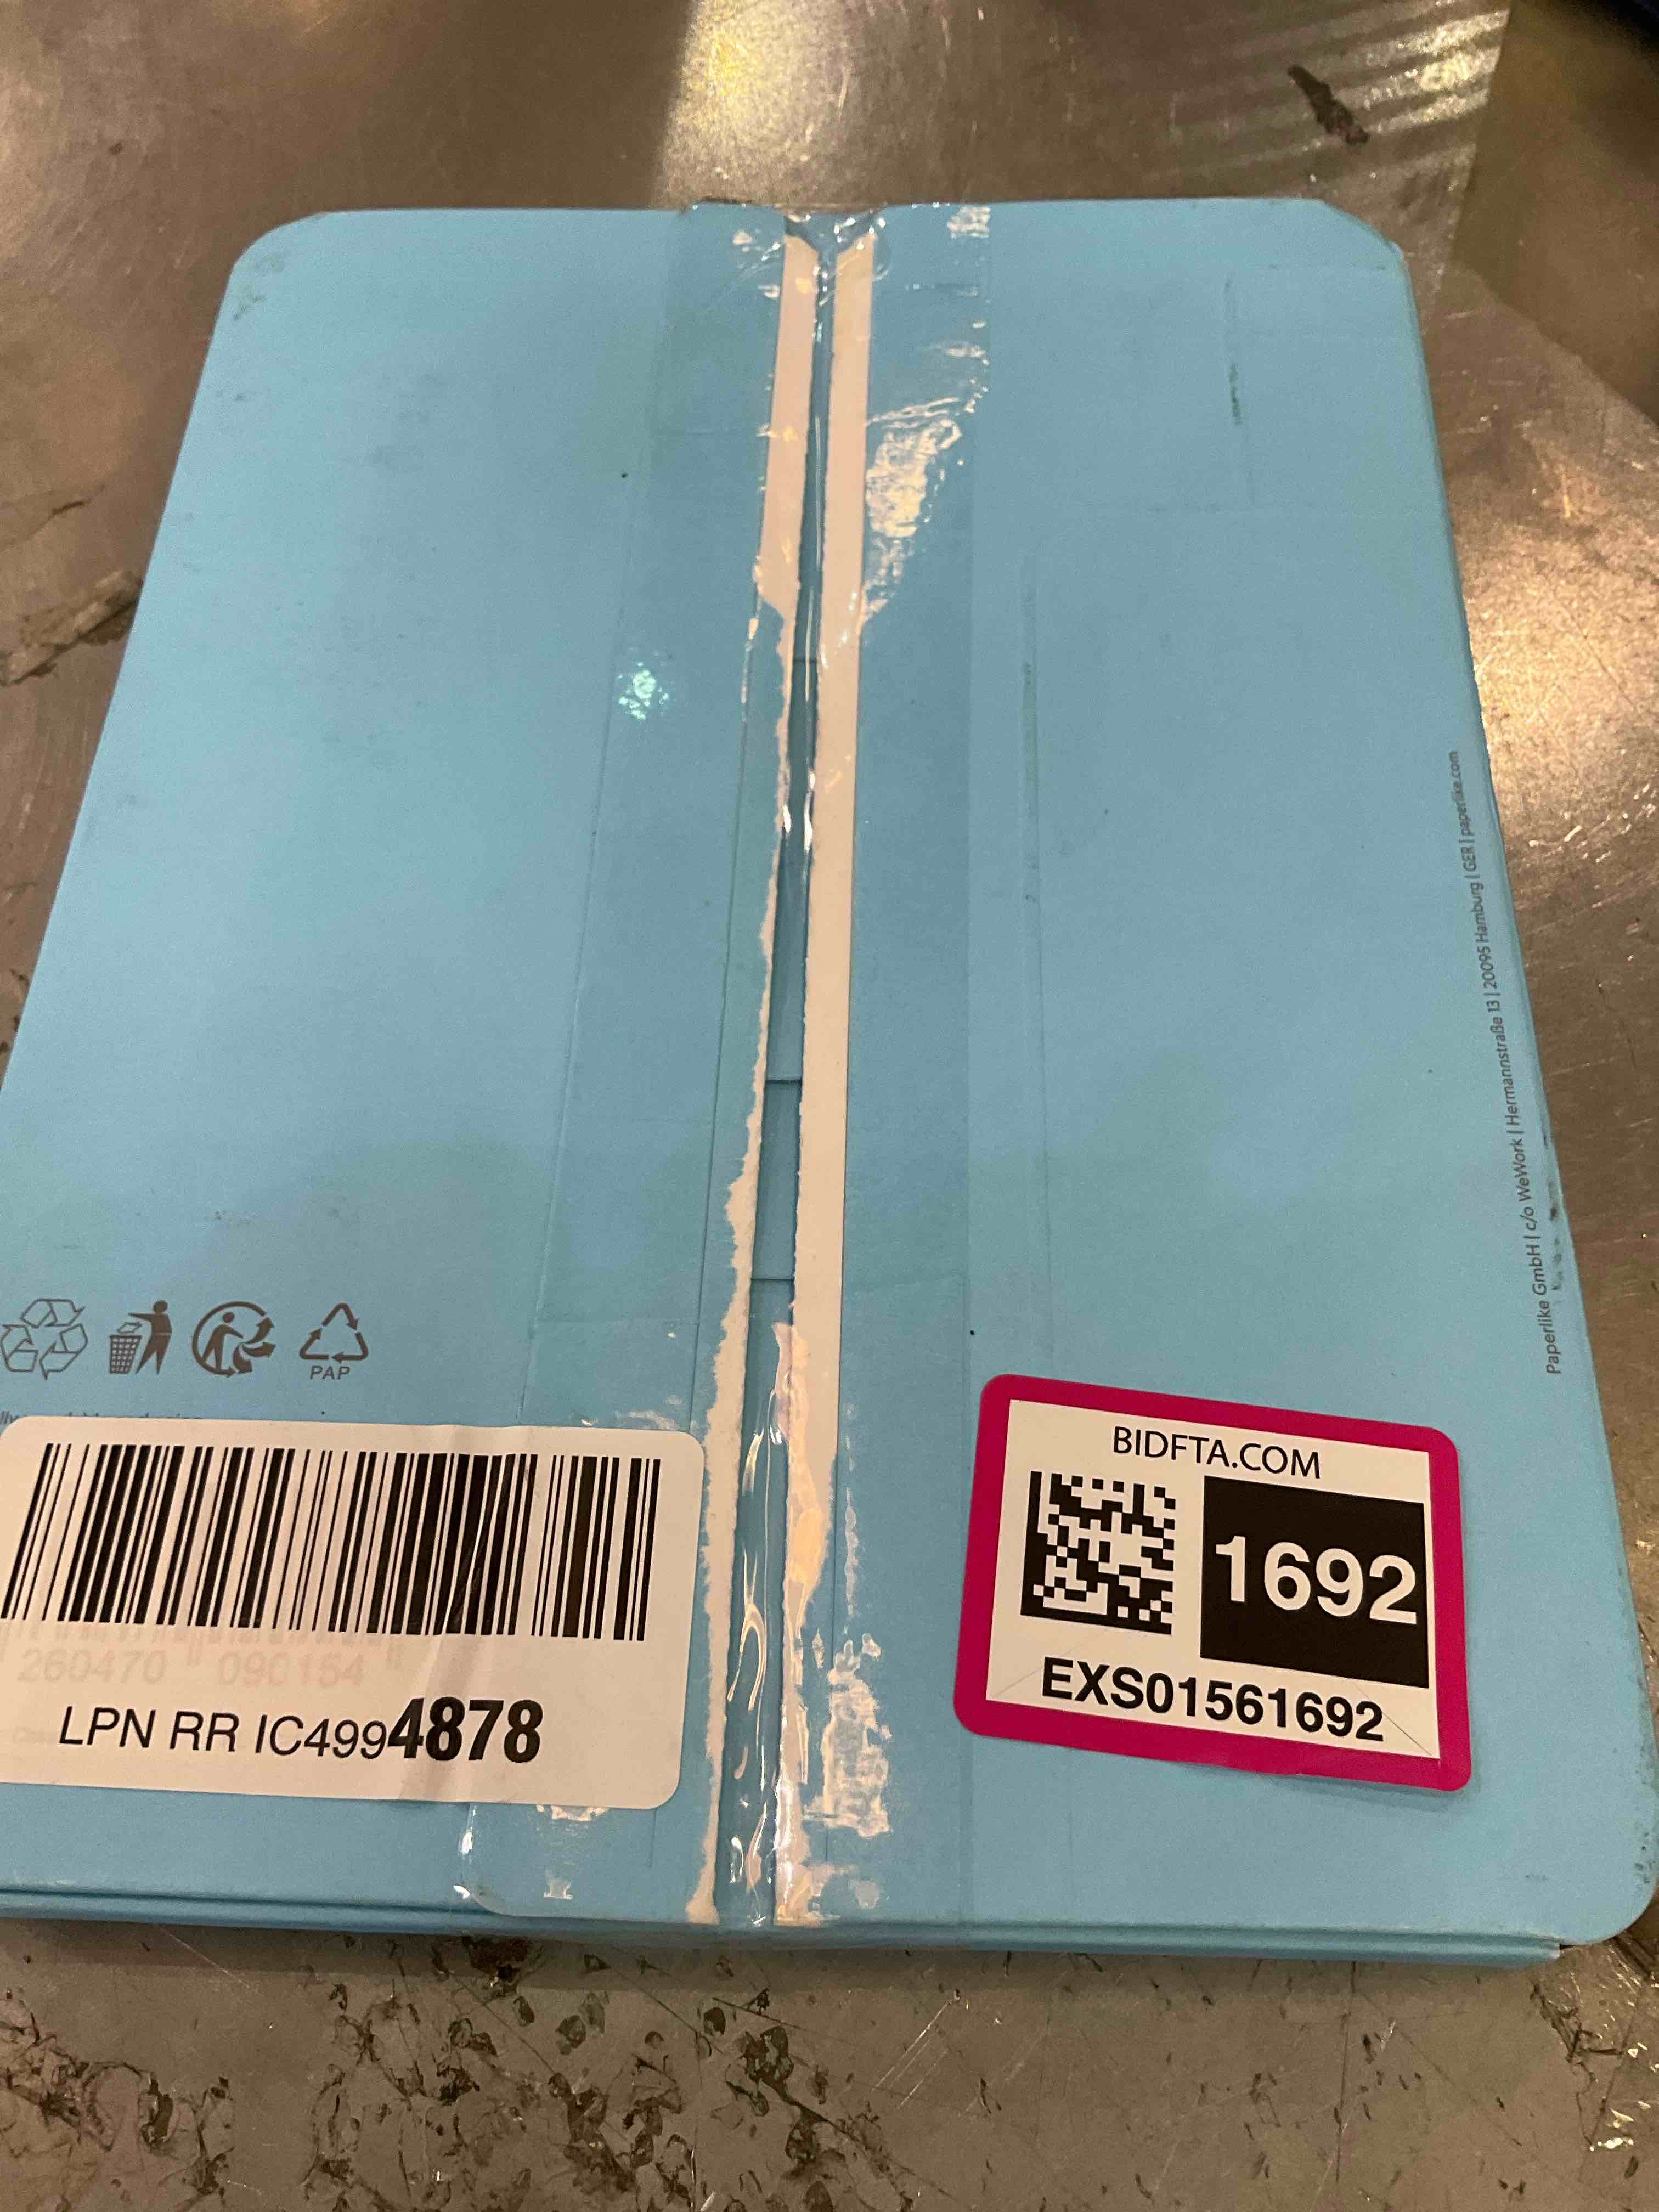 Paperlike GmbH | c/o WeWork | Hermannstraße 13 | 20095 Hamburg | GER | paperlike.com
PAP
260470 090154
LPN RR IC4994878
BIDFTA.COM
1692
EXS01561692